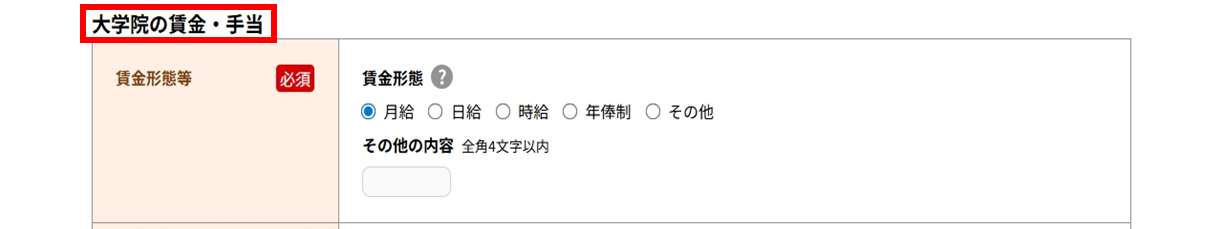 大学院の賃金・手当
賃金形態等 必須
賃金形態 ?
月給 日給 時給 年俸制 その他
その他の内容 全角4文字以内